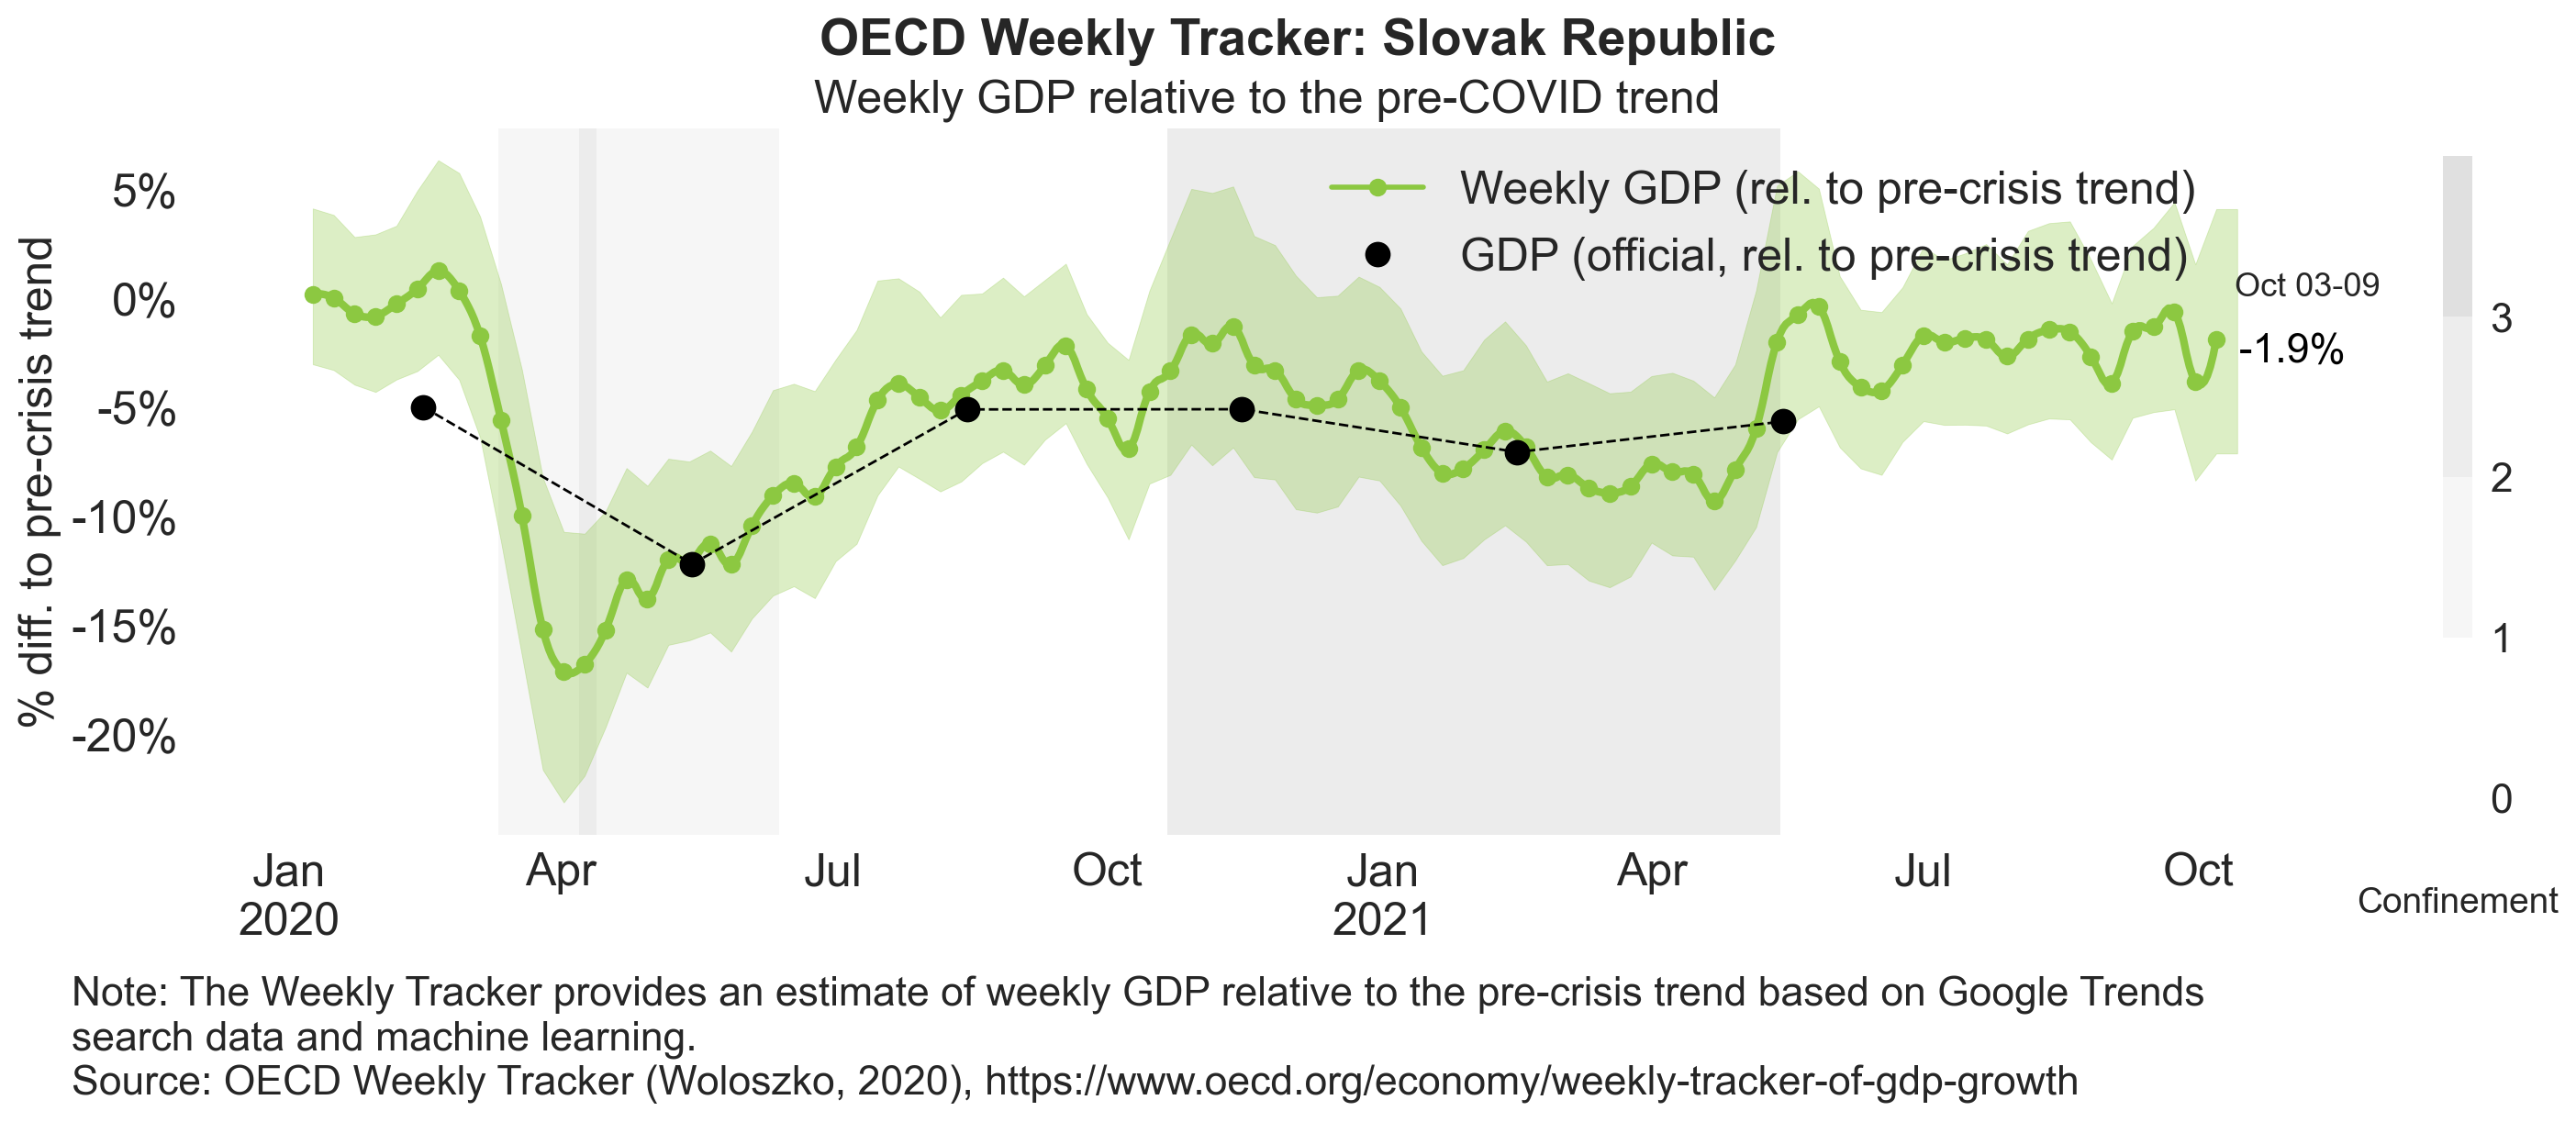 OECD Weekly Tracker: Slovak Republic
Weekly GDP relative to the pre-COVID trend
% diff. to pre-crisis trend
5%
0%
-5%
-10%
-15%
-20%
Weekly GDP (rel. to pre-crisis trend)
GDP (official, rel. to pre-crisis trend)
Oct 03-09
-1.9%
3
2
1
0
Confinement
Jan Apr Jul Oct Jan Apr Jul Oct
2020 2021
Note: The Weekly Tracker provides an estimate of weekly GDP relative to the pre-crisis trend based on Google Trends
search data and machine learning.
Source: OECD Weekly Tracker (Woloszko, 2020), https://www.oecd.org/economy/weekly-tracker-of-gdp-growth